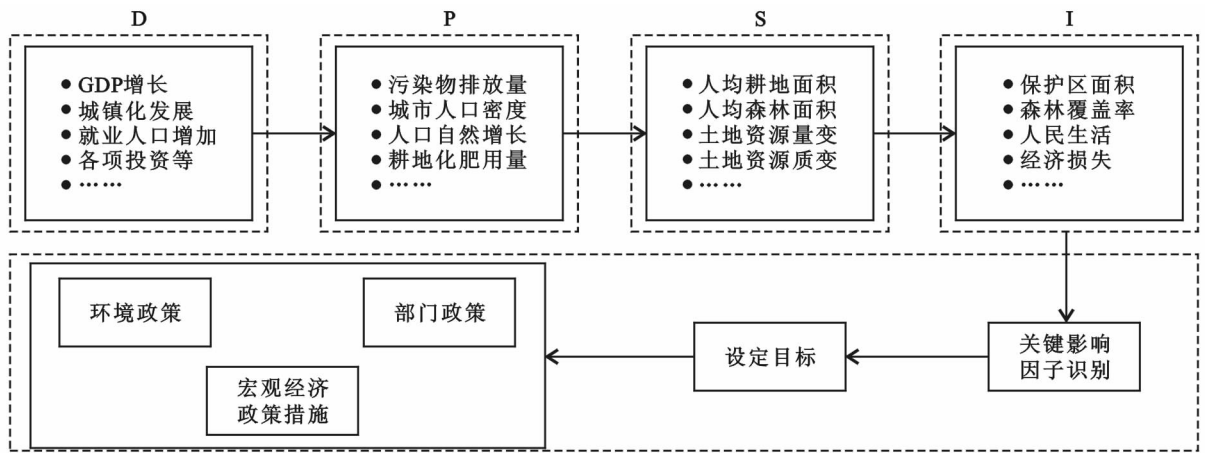 D
P
S
I
● GDP增长
● 城镇化发展
● 就业人口增加
● 各项投资等
● ……
● 污染物排放量
● 城市人口密度
● 人口自然增长
● 耕地化肥用量
● ……
● 人均耕地面积
● 人均森林面积
● 土地资源量变
● 土地资源质变
● ……
● 保护区面积
● 森林覆盖率
● 人民生活
● 经济损失
● ……
环境政策
部门政策
宏观经济
政策措施
设定目标
关键影响
因子识别